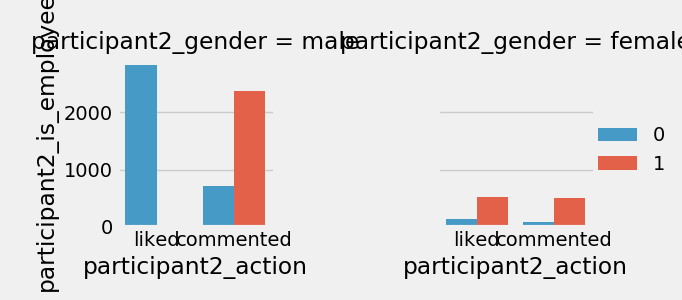 participant2_gender = male
participant2_gender = female
participant2_is_employee
2000
1000
0
liked
commented
liked
commented
participant2_action
participant2_action
0
1